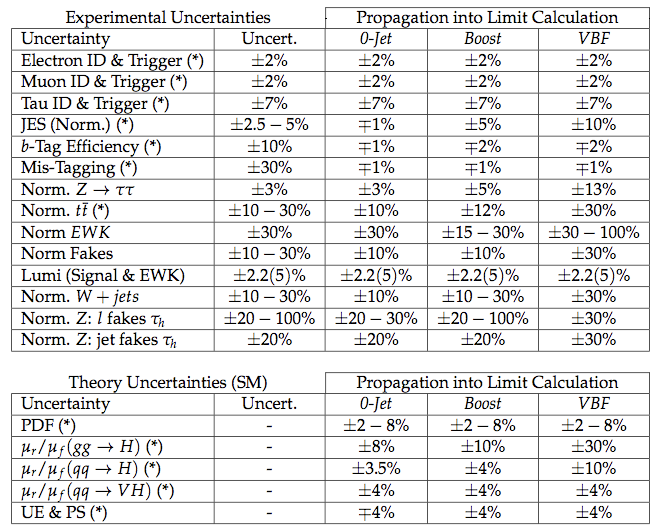 Experimental Uncertainties Propagation into Limit Calculation
Uncertainty Uncert. 0-Jet Boost VBF
Electron ID & Trigger (*) ±2% ±2% ±2% ±2%
Muon ID & Trigger (*) ±2% ±2% ±2% ±2%
Tau ID & Trigger (*) ±7% ±7% ±7% ±7%
JES (Norm.) (*) ±2.5 − 5% ∓1% ±5% ±10%
b-Tag Efficiency (*) ±10% ∓1% ∓2% ∓2%
Mis-Tagging (*) ±30% ∓1% ∓1% ∓1%
Norm. Z → ττ ±3% ±3% ±5% ±13%
Norm. tt̄ (*) ±10 − 30% ±10% ±12% ±30%
Norm EWK ±30% ±30% ±15 − 30% ±30 − 100%
Norm Fakes ±10 − 30% ±10% ±10% ±30%
Lumi (Signal & EWK) ±2.2(5)% ±2.2(5)% ±2.2(5)% ±2.2(5)%
Norm. W + jets ±10 − 30% ±10% ±10 − 30% ±30%
Norm. Z: l fakes τh ±20 − 100% ±20 − 30% ±20 − 100% ±30%
Norm. Z: jet fakes τh ±20% ±20% ±20% ±30%
Theory Uncertainties (SM) Propagation into Limit Calculation
Uncertainty Uncert. 0-Jet Boost VBF
PDF (*) - ±2 − 8% ±2 − 8% ±2 − 8%
μr/μf(gg → H) (*) - ±8% ±10% ±30%
μr/μf(qq → H) (*) - ±3.5% ±4% ±10%
μr/μf(qq → VH) (*) - ±4% ±4% ±4%
UE & PS (*) - ∓4% ±4% ±4%